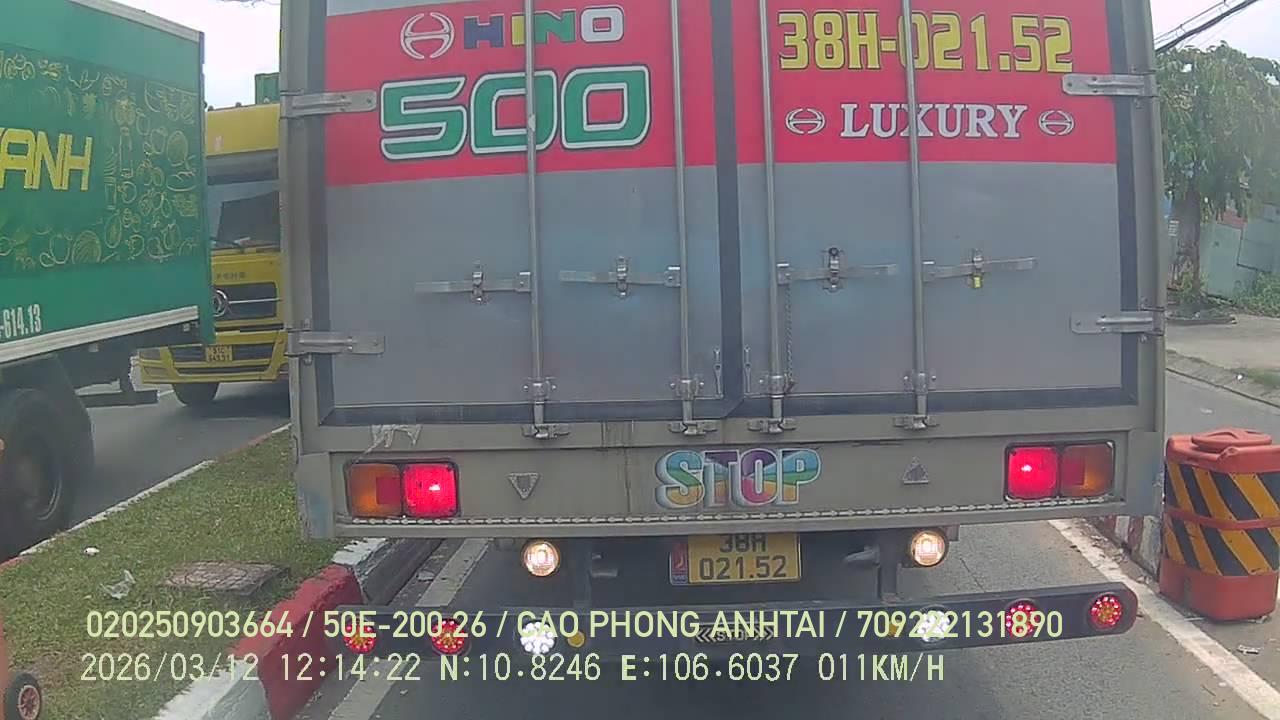 HINO
38H-021.52
500
LUXURY
ANH
-614.13
STOP
38H
021.52
STOP
020250903664 / 50E-200.26 / CAO PHONG ANHTAI / 709222131890
2026/03/12 12:14:22 N:10.8246 E:106.6037 011KM/H